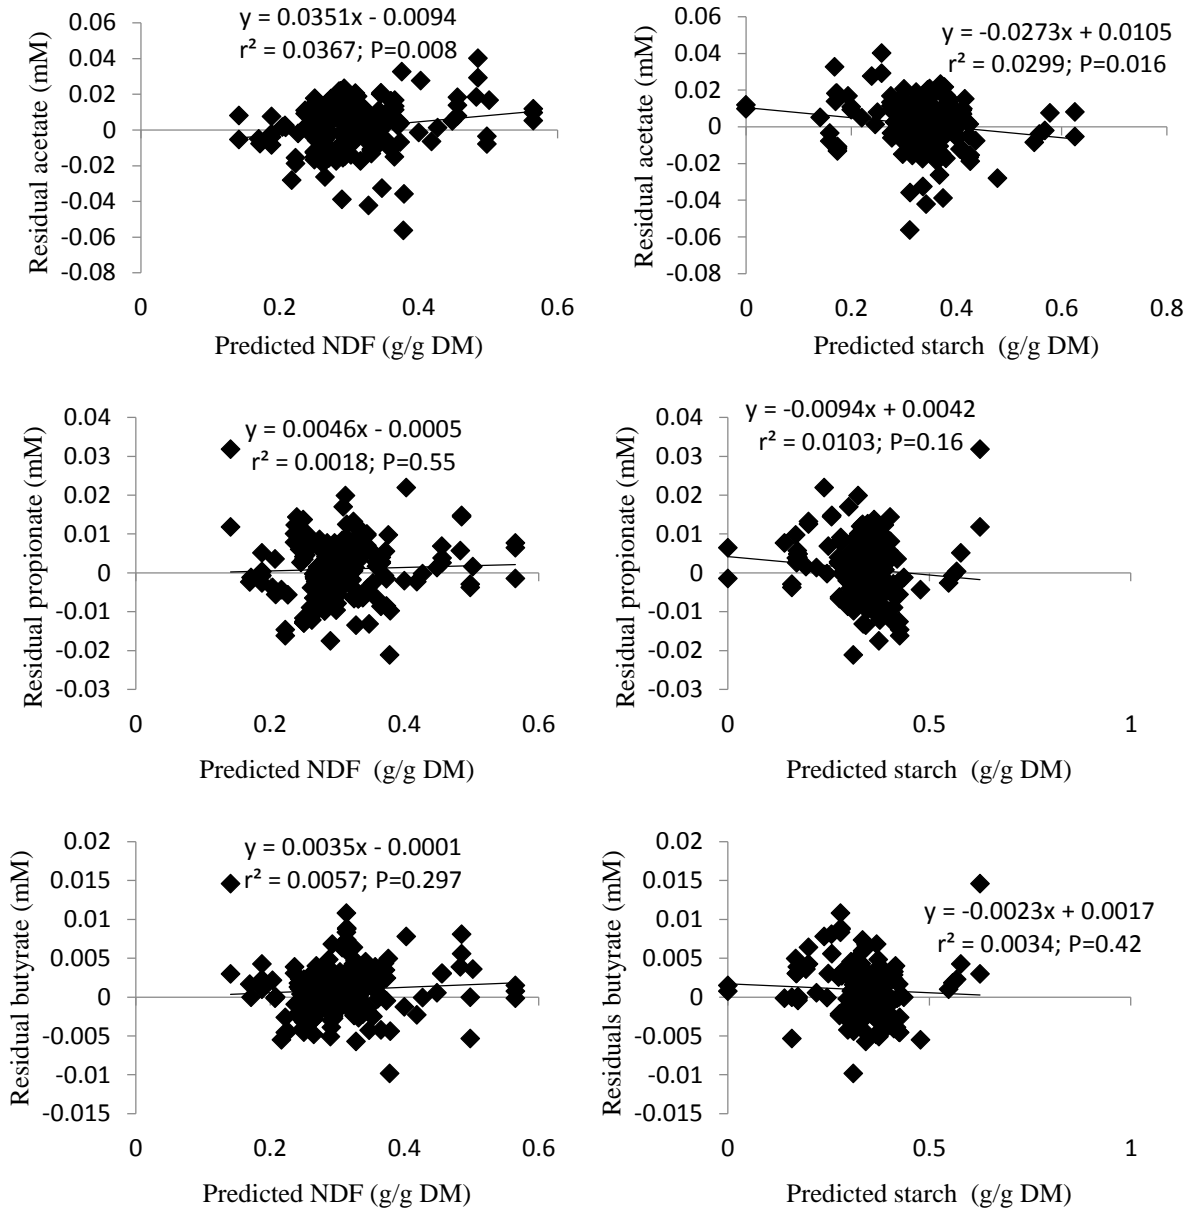 y = 0.0351x - 0.0094
r² = 0.0367; P=0.008
0.06
0.04
0.02
0
-0.02
-0.04
-0.06
-0.08
Residual acetate (mM)
0
0.2
0.4
0.6
Predicted NDF (g/g DM)
y = -0.0273x + 0.0105
r² = 0.0299; P=0.016
0.06
0.04
0.02
0
-0.02
-0.04
-0.06
-0.08
Residual acetate (mM)
0
0.2
0.4
0.6
0.8
Predicted starch (g/g DM)
y = 0.0046x - 0.0005
r² = 0.0018; P=0.55
0.04
0.03
0.02
0.01
0
-0.01
-0.02
-0.03
Residual propionate (mM)
0
0.2
0.4
0.6
Predicted NDF (g/g DM)
y = -0.0094x + 0.0042
r² = 0.0103; P=0.16
0.04
0.03
0.02
0.01
0
-0.01
-0.02
-0.03
Residual propionate (mM)
0
0.5
1
Predicted starch (g/g DM)
y = 0.0035x - 0.0001
r² = 0.0057; P=0.297
0.02
0.015
0.01
0.005
0
-0.005
-0.01
-0.015
Residual butyrate (mM)
0
0.2
0.4
0.6
Predicted NDF (g/g DM)
y = -0.0023x + 0.0017
r² = 0.0034; P=0.42
0.02
0.015
0.01
0.005
0
-0.005
-0.01
-0.015
Residuals butyrate (mM)
0
0.5
1
Predicted starch (g/g DM)